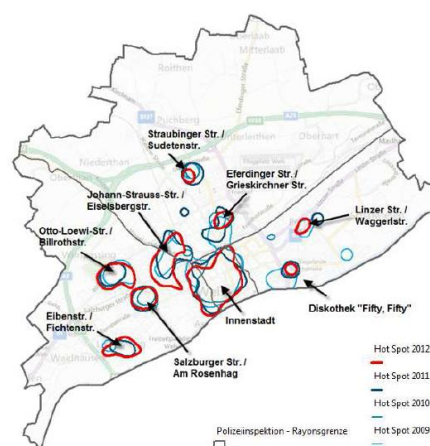 Straubinger Str. /
Sudetenstr.
Eferdinger Str. /
Grieskirchner Str.
Johann-Strauss-Str. /
Eiselsbergstr.
Otto-Loewi-Str. /
Billrothstr.
Linzer Str. /
Waggerlstr.
Diskothek "Fifty, Fifty"
Innenstadt
Eibenstr. /
Fichtenstr.
Salzburger Str. /
Am Rosenhag
Hot Spot 2012
Hot Spot 2011
Hot Spot 2010
Hot Spot 2009
Polizeiinspektion - Rayonsgrenze